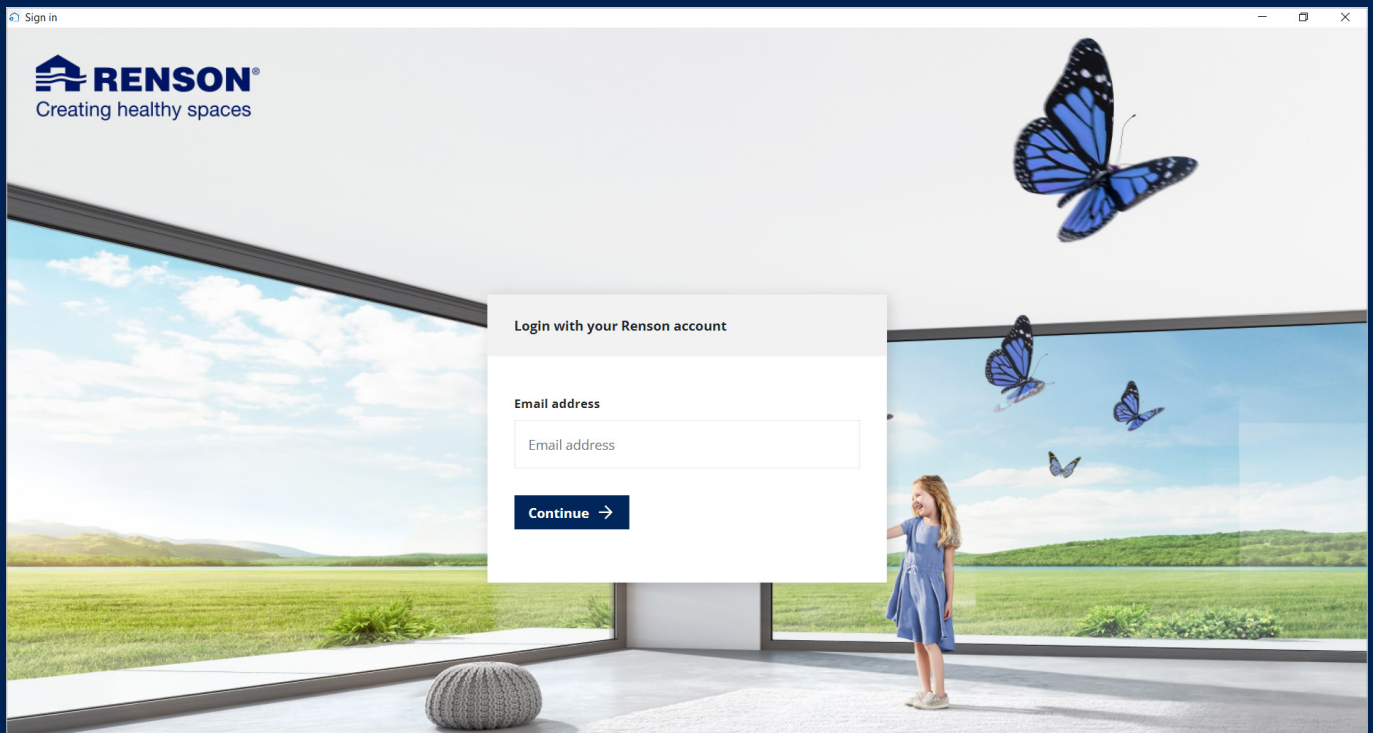 Sign in
RENSON®
Creating healthy spaces
Login with your Renson account
Email address
Email address
Continue